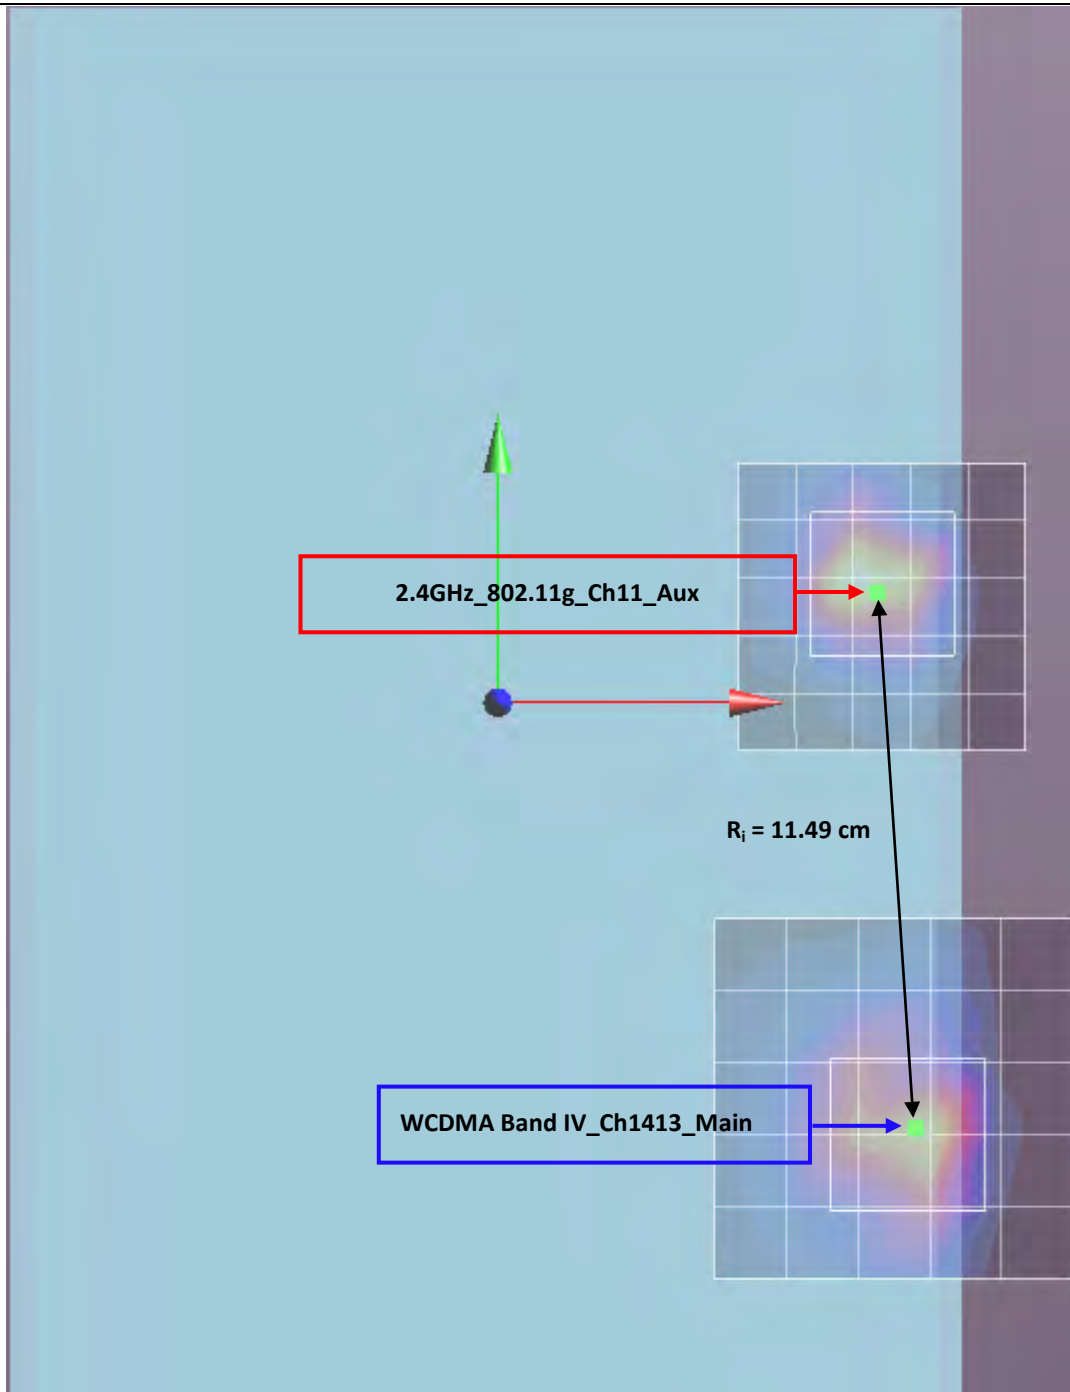 2.4GHz_802.11g_Ch11_Aux
Rᵢ = 11.49 cm
WCDMA Band IV_Ch1413_Main